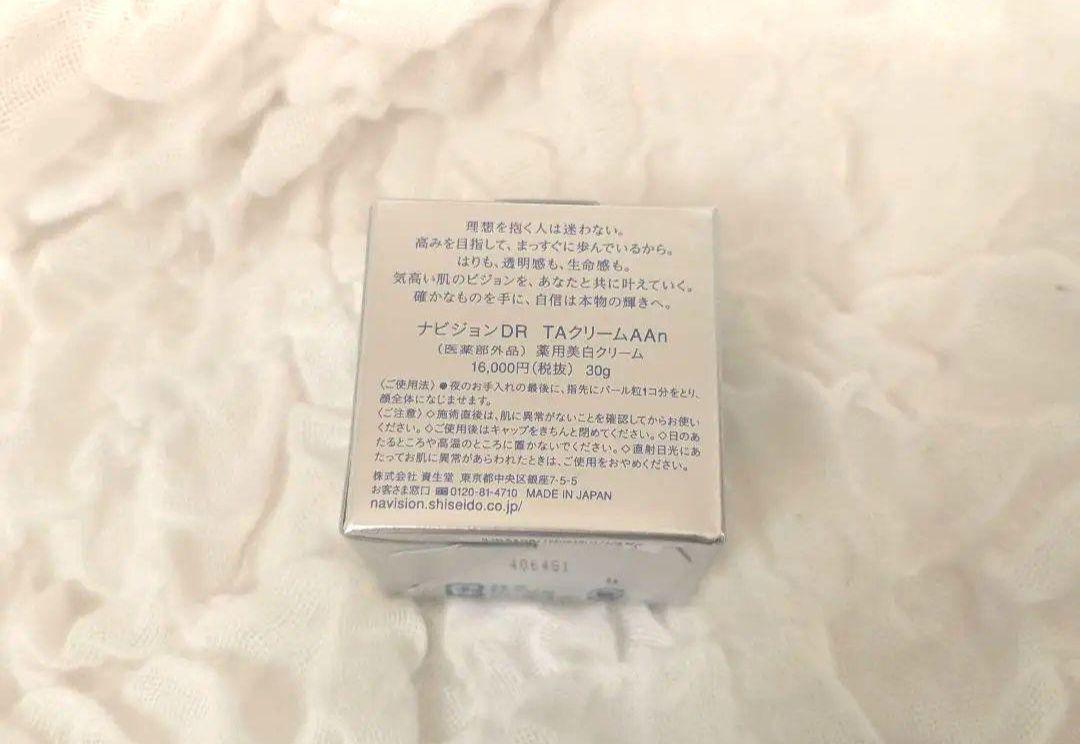 理想を抱く人は迷わない。
高みを目指して、まっすぐに歩んでいるから。
はりも、透明感も、生命感も。
気高い肌のビジョンを、あなたと共に叶えていく。
確かなものを手に、自信は本物の輝きへ。
ナビジョンDR TAクリームAAn
（医薬部外品） 薬用美白クリーム
16,000円（税抜） 30g
〈ご使用法〉●夜のお手入れの最後に、指先にパール粒1コ分をとり、
顔全体になじませます。
〈ご注意〉◇施術直後は、肌に異常がないことを確認してからお使い
ください。◇ご使用後はキャップをきちんと閉めてください。◇日のあ
たるところや高温のところに置かないでください。◇直射日光にあ
たってお肌に異常があらわれたときは、ご使用をおやめください。
株式会社 資生堂 東京都中央区銀座7-5-5
お客さま窓口 0120-81-4710 MADE IN JAPAN
navision.shiseido.co.jp/